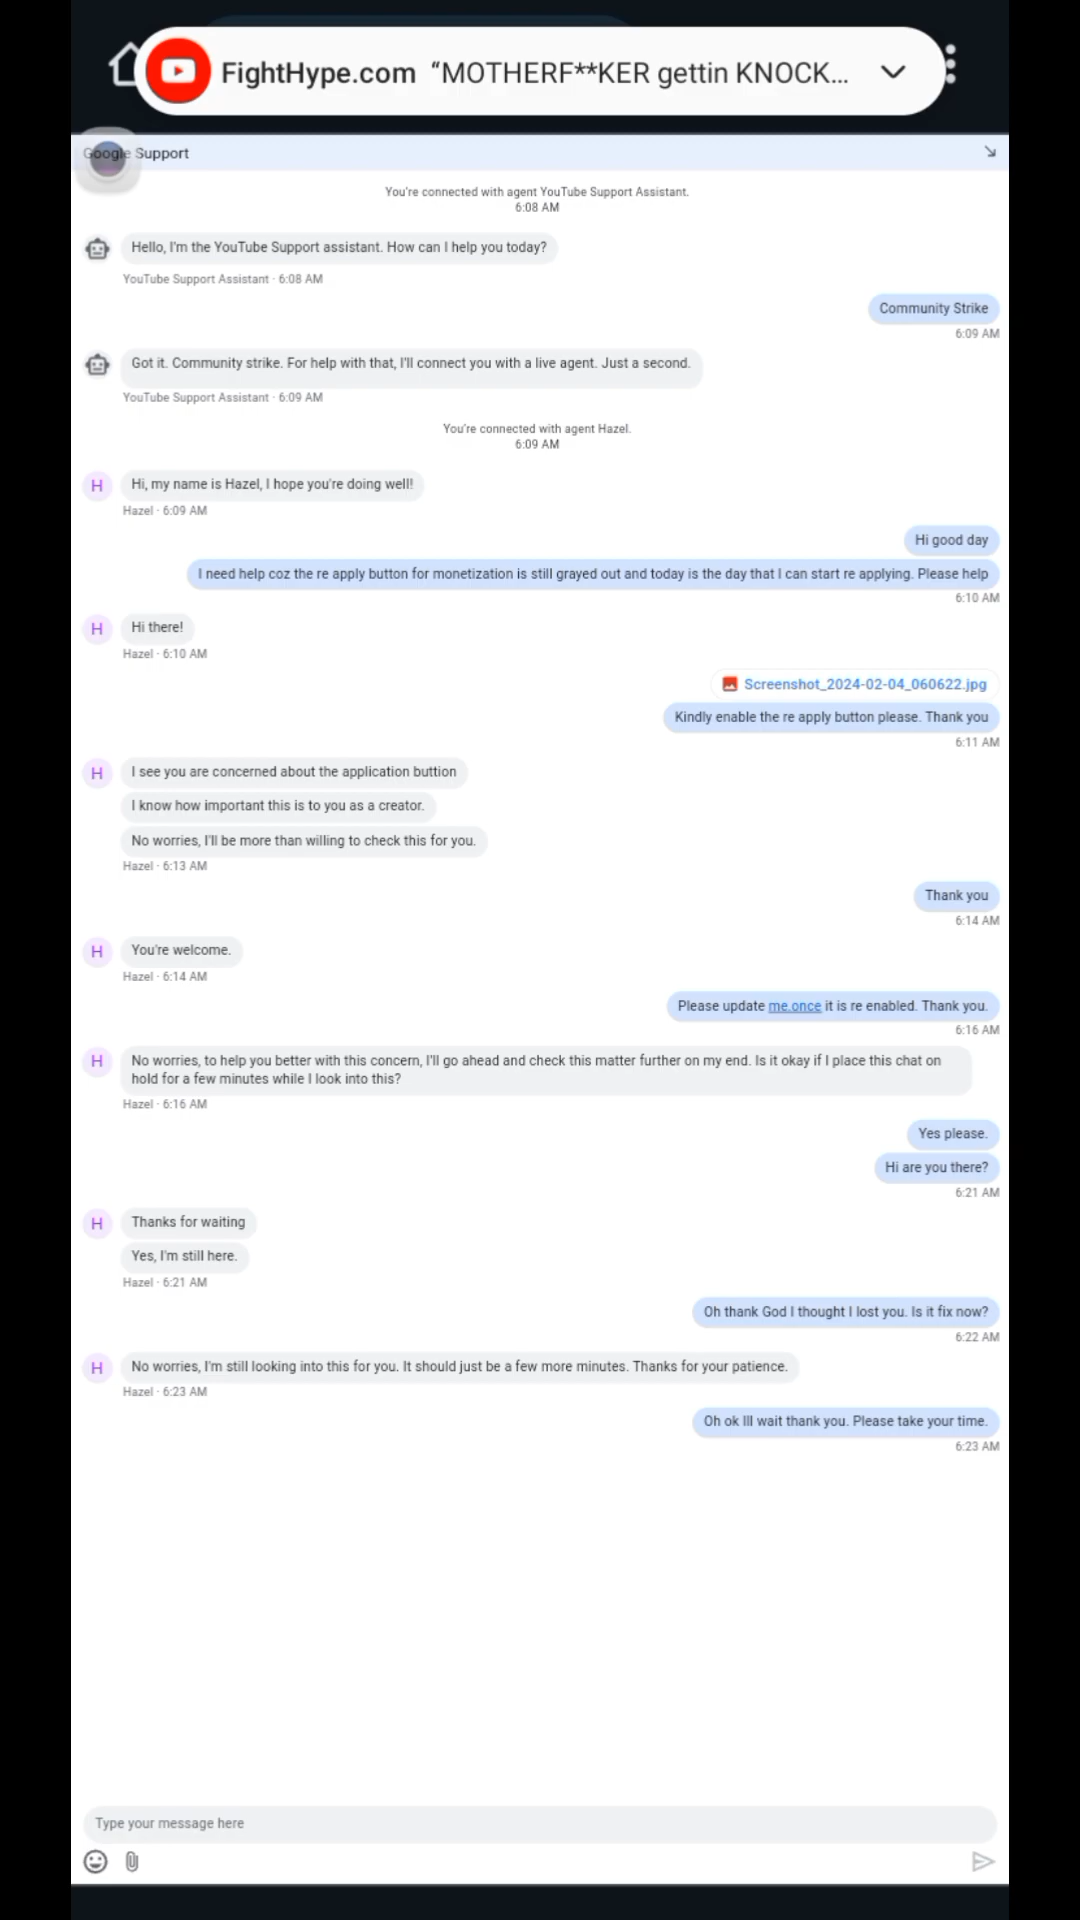 FightHype.com “MOTHERF**KER gettin KNOCK...
Google Support
You're connected with agent YouTube Support Assistant.
6:08 AM
Hello, I'm the YouTube Support assistant. How can I help you today?
YouTube Support Assistant · 6:08 AM
Community Strike
6:09 AM
Got it. Community strike. For help with that, I'll connect you with a live agent. Just a second.
YouTube Support Assistant · 6:09 AM
You're connected with agent Hazel.
6:09 AM
H
Hi, my name is Hazel, I hope you're doing well!
Hazel · 6:09 AM
Hi good day
I need help coz the re apply button for monetization is still grayed out and today is the day that I can start re applying. Please help
6:10 AM
H
Hi there!
Hazel · 6:10 AM
Screenshot_2024-02-04_060622.jpg
Kindly enable the re apply button please. Thank you
6:11 AM
H
I see you are concerned about the application buttion
I know how important this is to you as a creator.
No worries, I'll be more than willing to check this for you.
Hazel · 6:13 AM
Thank you
6:14 AM
H
You're welcome.
Hazel · 6:14 AM
Please update me.once it is re enabled. Thank you.
6:16 AM
H
No worries, to help you better with this concern, I'll go ahead and check this matter further on my end. Is it okay if I place this chat on
hold for a few minutes while I look into this?
Hazel · 6:16 AM
Yes please.
Hi are you there?
6:21 AM
H
Thanks for waiting
Yes, I'm still here.
Hazel · 6:21 AM
Oh thank God I thought I lost you. Is it fix now?
6:22 AM
H
No worries, I'm still looking into this for you. It should just be a few more minutes. Thanks for your patience.
Hazel · 6:23 AM
Oh ok Ill wait thank you. Please take your time.
6:23 AM
Type your message here